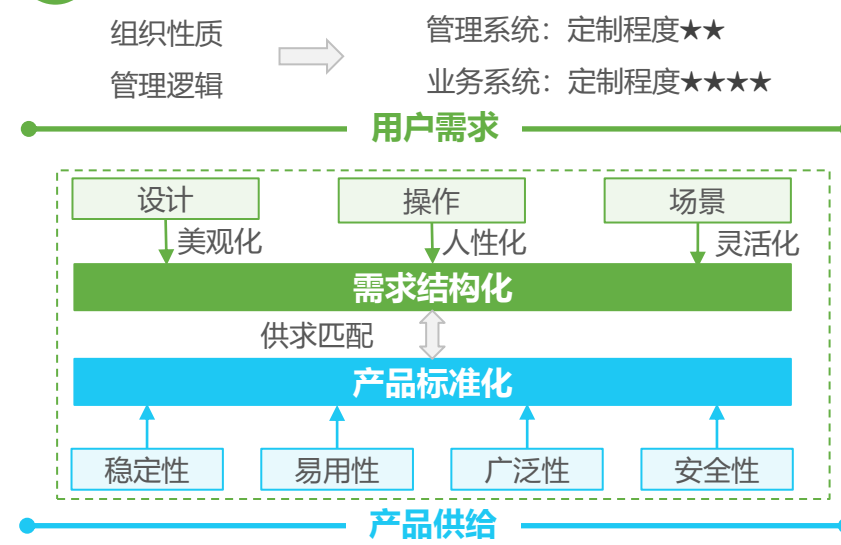 组织性质
管理逻辑
管理系统：定制程度★★
业务系统：定制程度★★★★
用户需求
设计 操作 场景
美观化 人性化 灵活化
需求结构化
供求匹配
产品标准化
稳定性 易用性 广泛性 安全性
产品供给